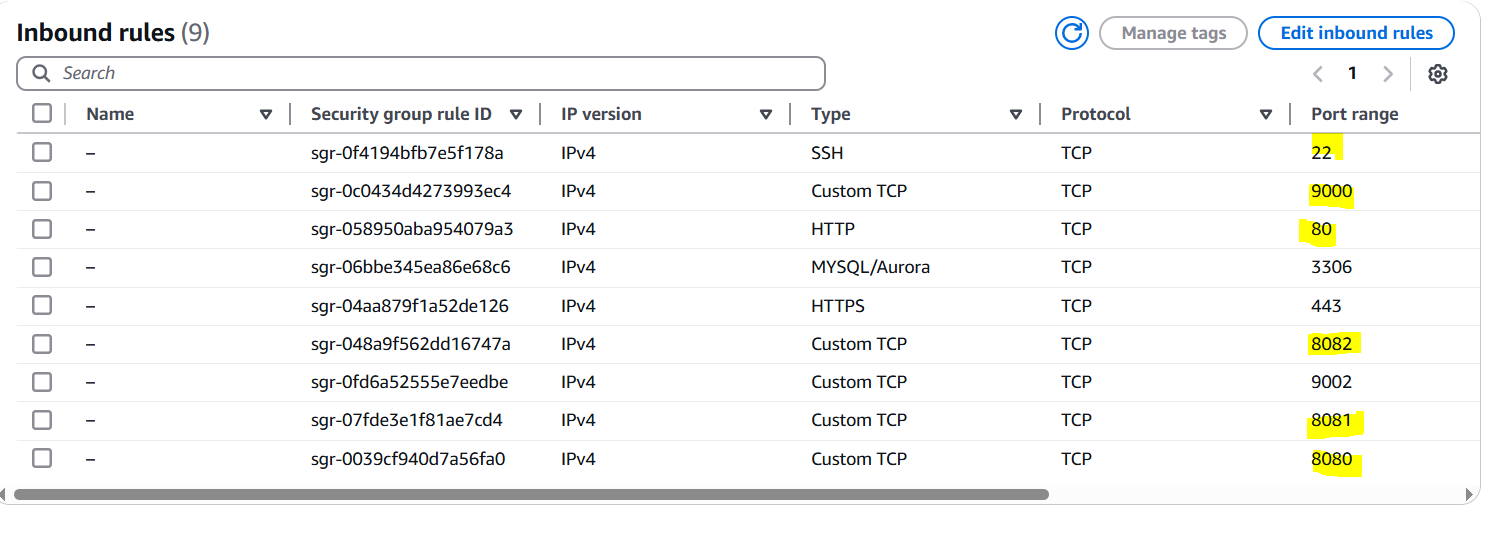 Inbound rules (9)
Manage tags
Edit inbound rules
Search
1
Name Security group rule ID IP version Type Protocol Port range
– sgr-0f4194bfb7e5f178a IPv4 SSH TCP 22
– sgr-0c0434d4273993ec4 IPv4 Custom TCP TCP 9000
– sgr-058950aba954079a3 IPv4 HTTP TCP 80
– sgr-06bbe345ea86e68c6 IPv4 MYSQL/Aurora TCP 3306
– sgr-04aa879f1a52de126 IPv4 HTTPS TCP 443
– sgr-048a9f562dd16747a IPv4 Custom TCP TCP 8082
– sgr-0fd6a52555e7eedbe IPv4 Custom TCP TCP 9002
– sgr-07fde3e1f81ae7cd4 IPv4 Custom TCP TCP 8081
– sgr-0039cf940d7a56fa0 IPv4 Custom TCP TCP 8080